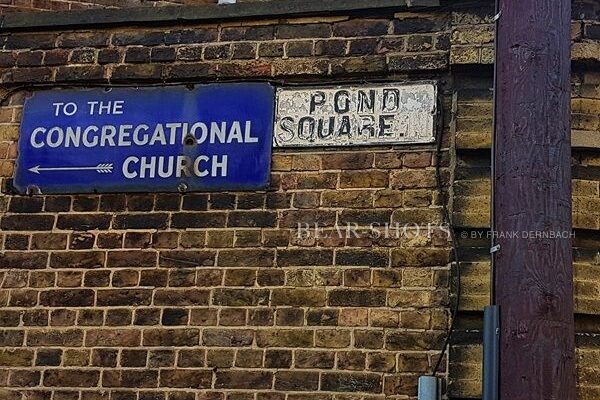 TO THE
CONGREGATIONAL
CHURCH
POND
SQUARE.
BEAR SHOTS © BY FRANK DERNBACH